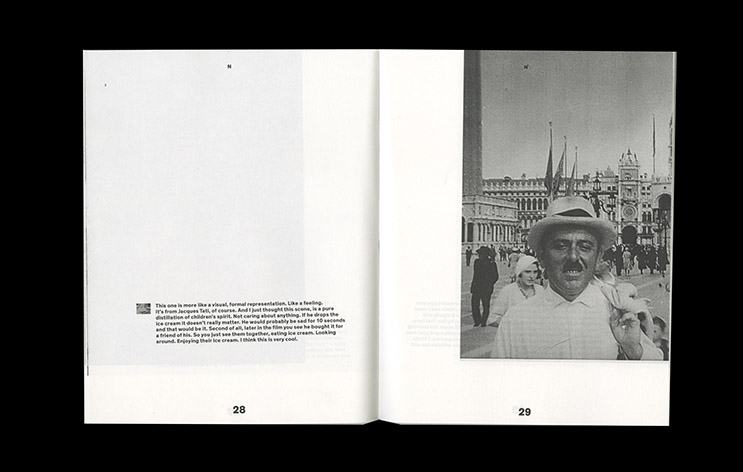 N
This one is more like a visual, formal representation. Like a feeling.
It's from Jacques Tati, of course. And I just thought this scene, is a pure
distillation of children's spirit. Not caring about anything. If he drops the
ice cream it doesn't really matter. He would probably be sad for 10 seconds
and that would be it. Second of all, later in the film you see he bought it for
a friend of his. So you just see them together, eating ice cream. Looking
around. Enjoying their ice cream. I think this is very cool.
28
N
29